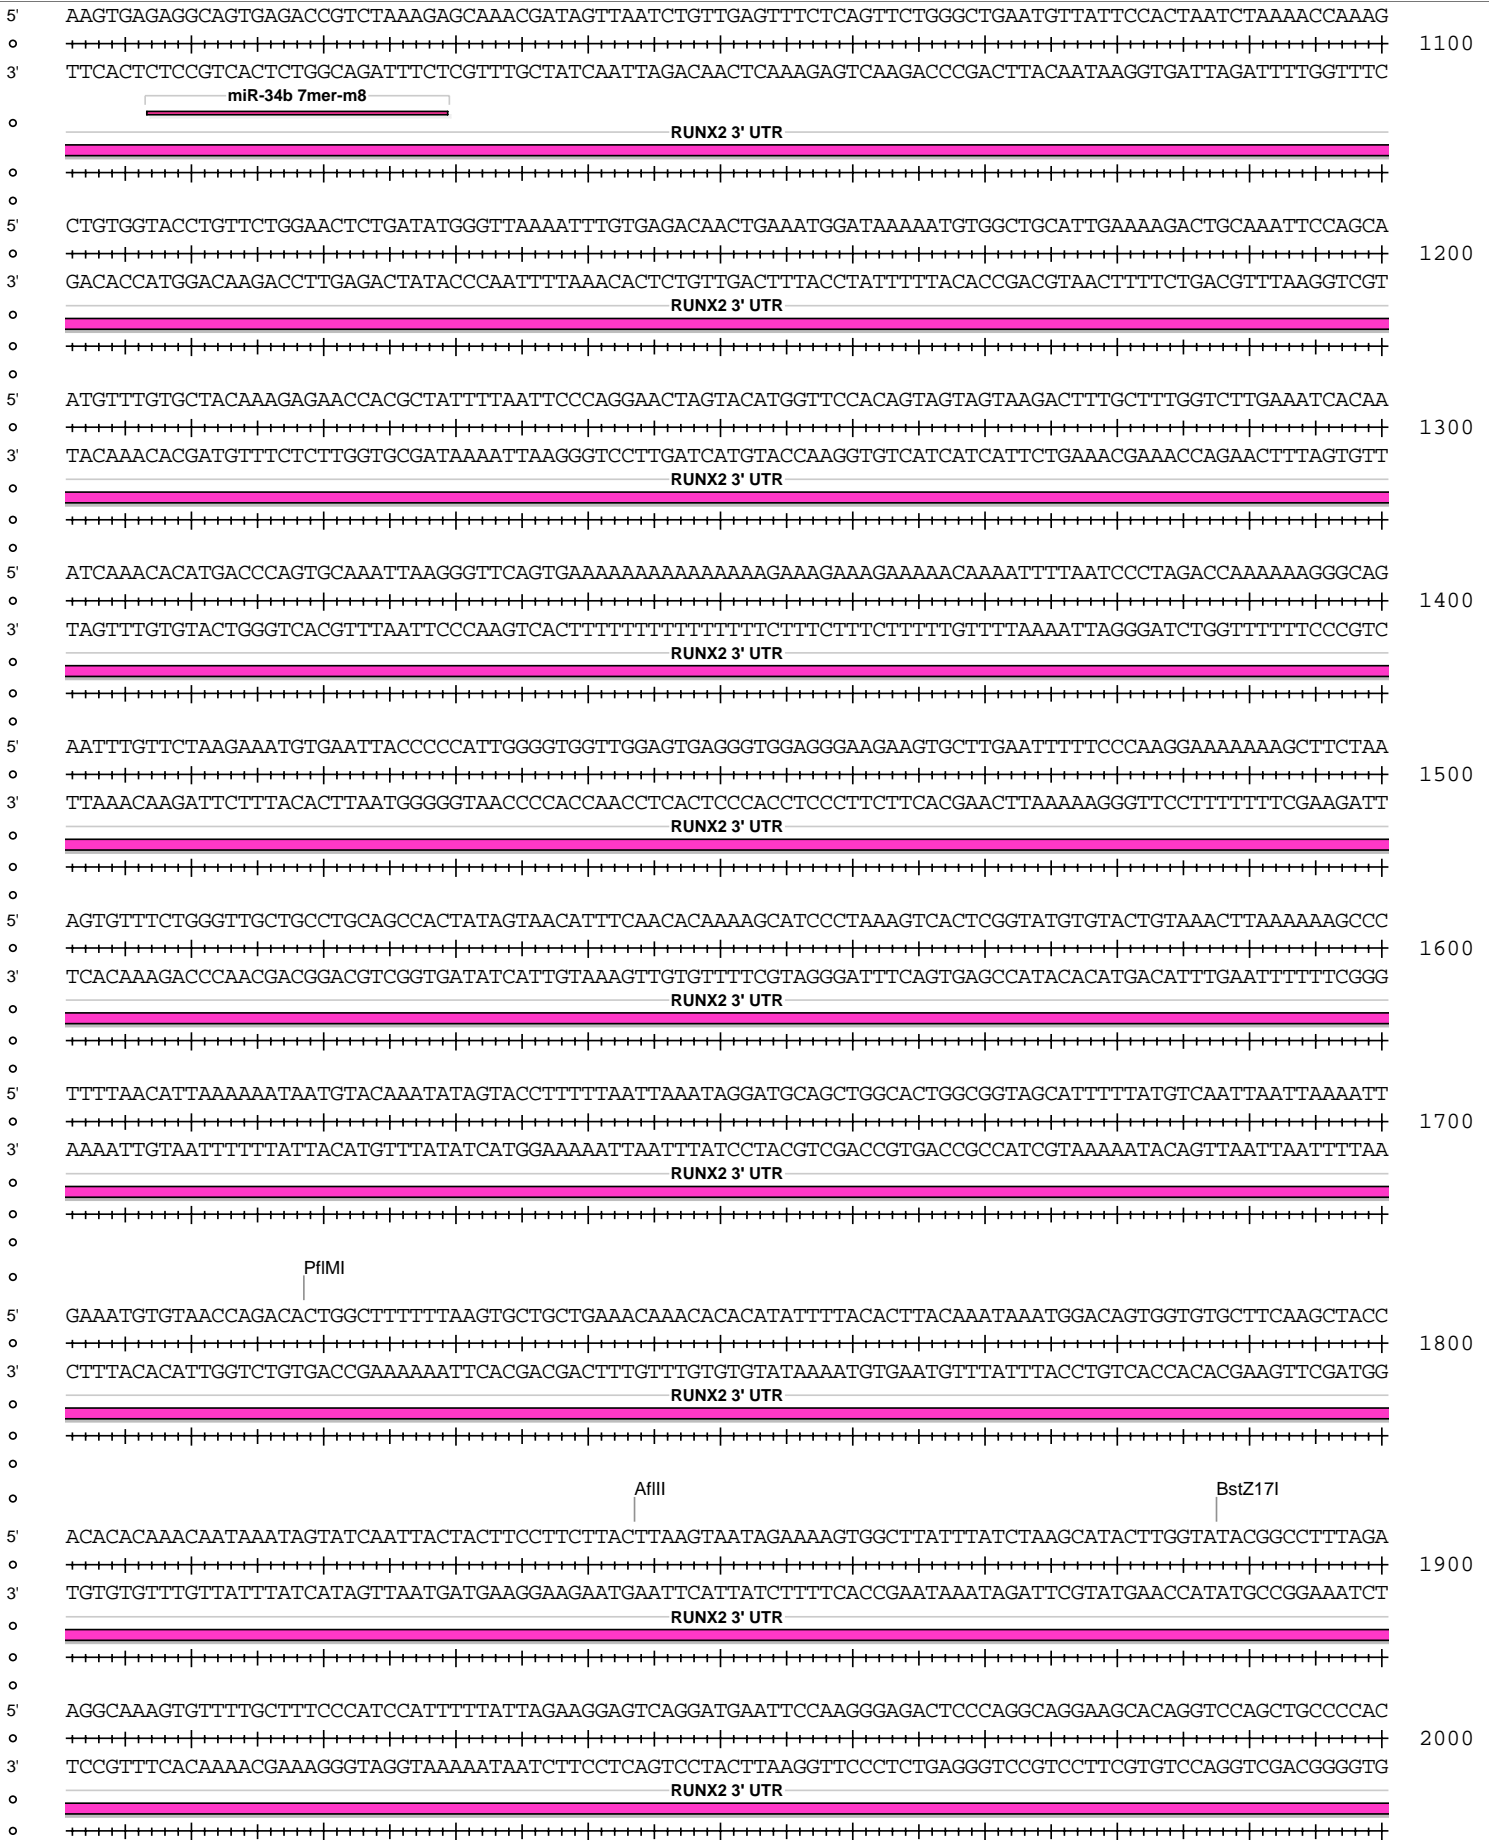 5' AAGTGAGAGGCAGTGAGACCGTCTAAAGAGCAAACGATAGTTAATCTGTTGAGTTTCTCAGTTCTGGGCTGAATGTTATTCCACTAATCTAAAACCAAAG
1100
3' TTCACTCTCCGTCACTCTGGCAGATTTCTCGTTTGCTATCAATTAGACAACTCAAAGAGTCAAGACCCGACTTACAATAAGGTGATTAGATTTTGGTTTC
miR-34b 7mer-m8
RUNX2 3' UTR
5' CTGTGGTACCTGTTCTGGAACTCTGATATGGGTTAAAATTTGTGAGACAACTGAAATGGATAAAAATGTGGCTGCATTGAAAAGACTGCAAATTCCAGCA
1200
3' GACACCATGGACAAGACCTTGAGACTATACCCAATTTTAAACACTCTGTTGACTTTACCTATTTTTACACCGACGTAACTTTTCTGACGTTTAAGGTCGT
RUNX2 3' UTR
5' ATGTTTGTGCTACAAAGAGAACCACGCTATTTTAATTCCCAGGAACTAGTACATGGTTCCACAGTAGTAGTAAGACTTTGCTTTGGTCTTGAAATCACAA
1300
3' TACAAACACGATGTTTCTCTTGGTGCGATAAAATTAAGGGTCCTTGATCATGTACCAAGGTGTCATCATCATTCTGAAACGAAACCAGAACTTTAGTGTT
RUNX2 3' UTR
5' ATCAAACACATGACCCAGTGCAAATTAAGGGTTCAGTGAAAAAAAAAAAAAAAAGAAAGAAAGAAAAACAAAATTTTAATCCCTAGACCAAAAAAGGGCAG
1400
3' TAGTTTGTGTACTGGGTCACGTTTAATTCCCAAGTCACTTTTTTTTTTTTTTTTCTTTCTTTCTTTTTGTTTTAAAATTAGGGATCTGGTTTTTTCCCGTC
RUNX2 3' UTR
5' AATTTGTTCTAAGAAATGTGAATTACCCCCATTGGGGTGGTTGGAGTGAGGGTGGAGGGAAGAAGTGCTTGAATTTTTCCCAAGGAAAAAAAGCTTCTAA
1500
3' TTAAACAAGATTCTTTACACTTAATGGGGGTAACCCCACCAACCTCACTCCCACCTCCCTTCTTCACGAACTTAAAAAGGGTTCCTTTTTTTCGAAGATT
RUNX2 3' UTR
5' AGTGTTTCTGGGTTGCTGCCTGCAGCCACTATAGTAACATTTCAACACAAAAGCATCCCTAAAGTCACTCGGTATGTGTACTGTAAACTTAAAAAAGCCC
1600
3' TCACAAAGACCCAACGACGGACGTCGGTGATATCATTGTAAAGTTGTGTTTTCGTAGGGATTTCAGTGAGCCATACACATGACATTTGAATTTTTTCGGG
RUNX2 3' UTR
5' TTTTAACATTAAAAAATAATGTACAAATATAGTACCTTTTTAATTAAATAGGATGCAGCTGGCACTGGCGGTAGCATTTTTATGTCAATTAATTAAAATT
1700
3' AAAATTGTAATTTTTTATTACATGTTTATATCATGGAAAAATTAATTTATCCTACGTCGACCGTGACCGCCATCGTAAAAATACAGTTAATTAATTTTAA
RUNX2 3' UTR
PflMI
5' GAAATGTGTAACCAGACACTGGCTTTTTTAAGTGCTGCTGAAACAAACACACATATTTTACACTTACAAATAAATGGACAGTGGTGTGCTTCAAGCTACC
1800
3' CTTTACACATTGGTCTGTGACCGAAAAAATTCACGACGACTTTGTTTGTGTGTATAAAATGTGAATGTTTATTTACCTGTCACCACACGAAGTTCGATGG
RUNX2 3' UTR
AflII BstZ17I
5' ACACACAAACAATAAATAGTATCAATTACTACTTCCTTCTTACTTAAGTAATAGAAAAGTGGCTTATTTATCTAAGCATACTTGGTATACGGCCTTTAGA
1900
3' TGTGTGTTTGTTATTTATCATAGTTAATGATGAAGGAAGAATGAATTCATTATCTTTTCACCGAATAAATAGATTCGTATGAACCATATGCCGGAAATCT
RUNX2 3' UTR
5' AGGCAAAGTGTTTTGCTTTCCCATCCATTTTTATTAGAAGGAGTCAGGATGAATTCCAAGGGAGACTCCCAGGCAGGAAGCACAGGTCCAGCTGCCCCAC
2000
3' TCCGTTTCACAAAACGAAAGGGTAGGTAAAAATAATCTTCCTCAGTCCTACTTAAGGTTCCCTCTGAGGGTCCGTCCTTCGTGTCCAGGTCGACGGGGTG
RUNX2 3' UTR